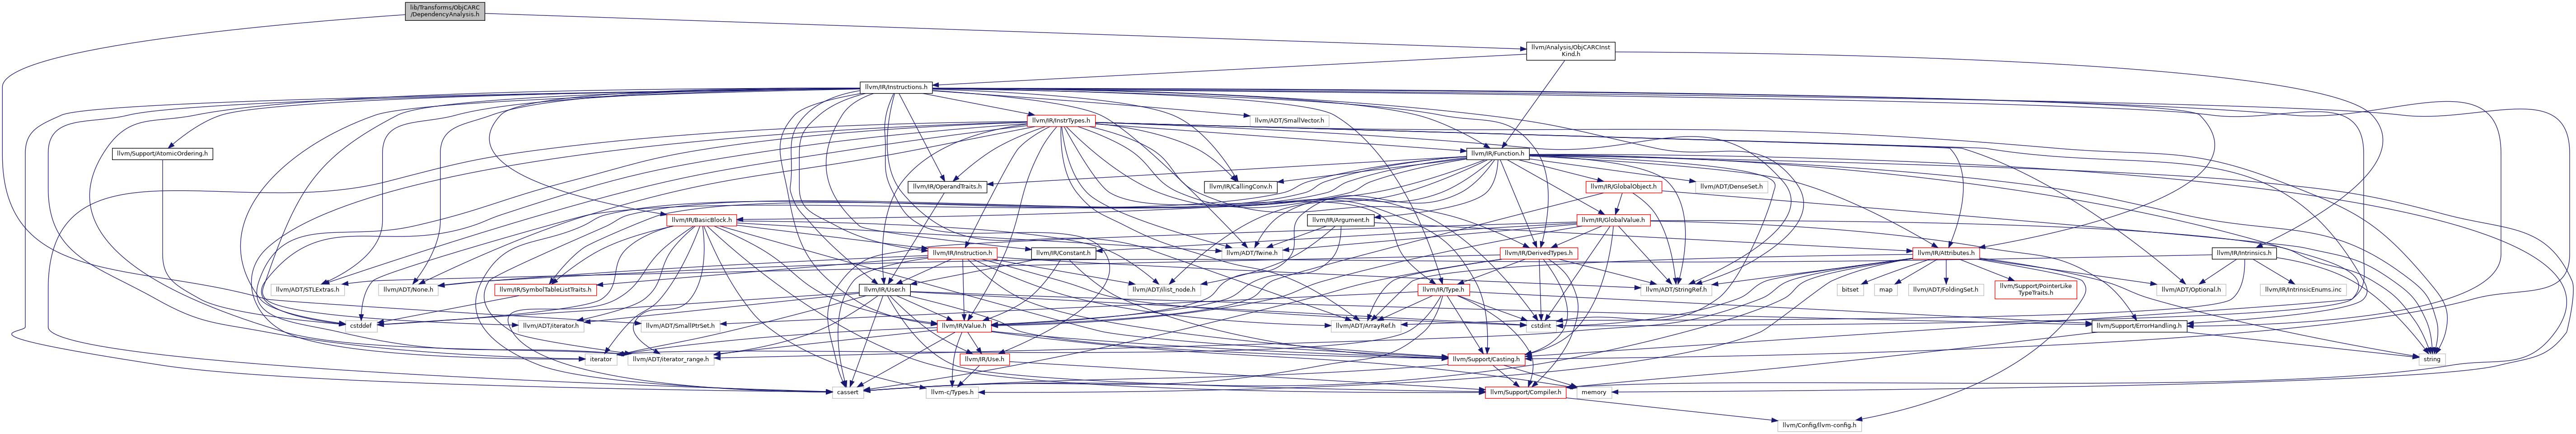 lib/Transforms/ObjCARC
/DependencyAnalysis.h
llvm/Analysis/ObjCARCInst
Kind.h
llvm/IR/Instructions.h
llvm/IR/InstrTypes.h
llvm/ADT/SmallVector.h
llvm/Support/AtomicOrdering.h
llvm/IR/Function.h
llvm/IR/OperandTraits.h
llvm/IR/CallingConv.h
llvm/IR/GlobalObject.h
llvm/ADT/DenseSet.h
llvm/IR/BasicBlock.h
llvm/IR/Argument.h
llvm/IR/GlobalValue.h
llvm/IR/Instruction.h
llvm/IR/Constant.h
llvm/ADT/Twine.h
llvm/IR/DerivedTypes.h
llvm/IR/Attributes.h
llvm/IR/Intrinsics.h
llvm/ADT/STLExtras.h
llvm/ADT/None.h
llvm/IR/SymbolTableListTraits.h
llvm/IR/User.h
llvm/ADT/ilist_node.h
llvm/IR/Type.h
llvm/ADT/StringRef.h
bitset
map
llvm/ADT/FoldingSet.h
llvm/Support/PointerLike
TypeTraits.h
llvm/ADT/Optional.h
llvm/IR/IntrinsicEnums.inc
cstddef
llvm/ADT/iterator.h
llvm/ADT/SmallPtrSet.h
llvm/IR/Value.h
llvm/ADT/ArrayRef.h
cstdint
llvm/Support/ErrorHandling.h
iterator
llvm/ADT/iterator_range.h
llvm/IR/Use.h
llvm/Support/Casting.h
string
cassert
llvm-c/Types.h
llvm/Support/Compiler.h
memory
llvm/Config/llvm-config.h